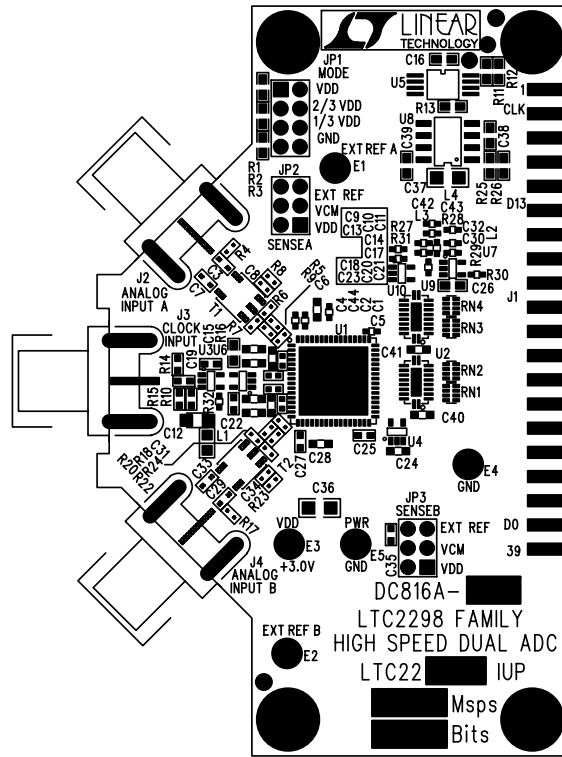 LINEAR
TECHNOLOGY
JP1
MODE
VDD
2/3 VDD
1/3 VDD
GND
R1
R2
R3
EXT REF A
E1
C16
U5
R11
R12
R13
U8
C39
C38
C37
L4
R25
R26
1
CLK
D13
J1
D0
39
JP2
EXT REF
VCM
VDD
SENSEA
C9
C13
C10
C11
C14
C17
C18
C23
C20
C21
C42
C43
L3
R28
R27
R31
C32
C30
L2
U7
R29
R30
C26
U10
U9
RN4
RN3
RN2
RN1
J2
ANALOG
INPUT A
R4
C3
C7
T1
C8
R8
R6
R7
R5
R9
C6
C4
C44
C2
C1
C5
U1
C41
U2
C40
U4
C24
C25
J3
CLOCK
INPUT
R14
C19
C15
R16
U3
U6
R15
R10
R32
C12
L1
C22
C31
R18
R24
R20
R22
C33
C29
C34
R23
R17
T2
C27
C28
C36
E4
GND
J4
ANALOG
INPUT B
VDD
E3
+3.0V
PWR
GND
E5
C35
JP3
SENSEB
EXT REF
VCM
VDD
EXT REF B
E2
DC816A-
LTC2298 FAMILY
HIGH SPEED DUAL ADC
LTC22 IUP
Msps
Bits